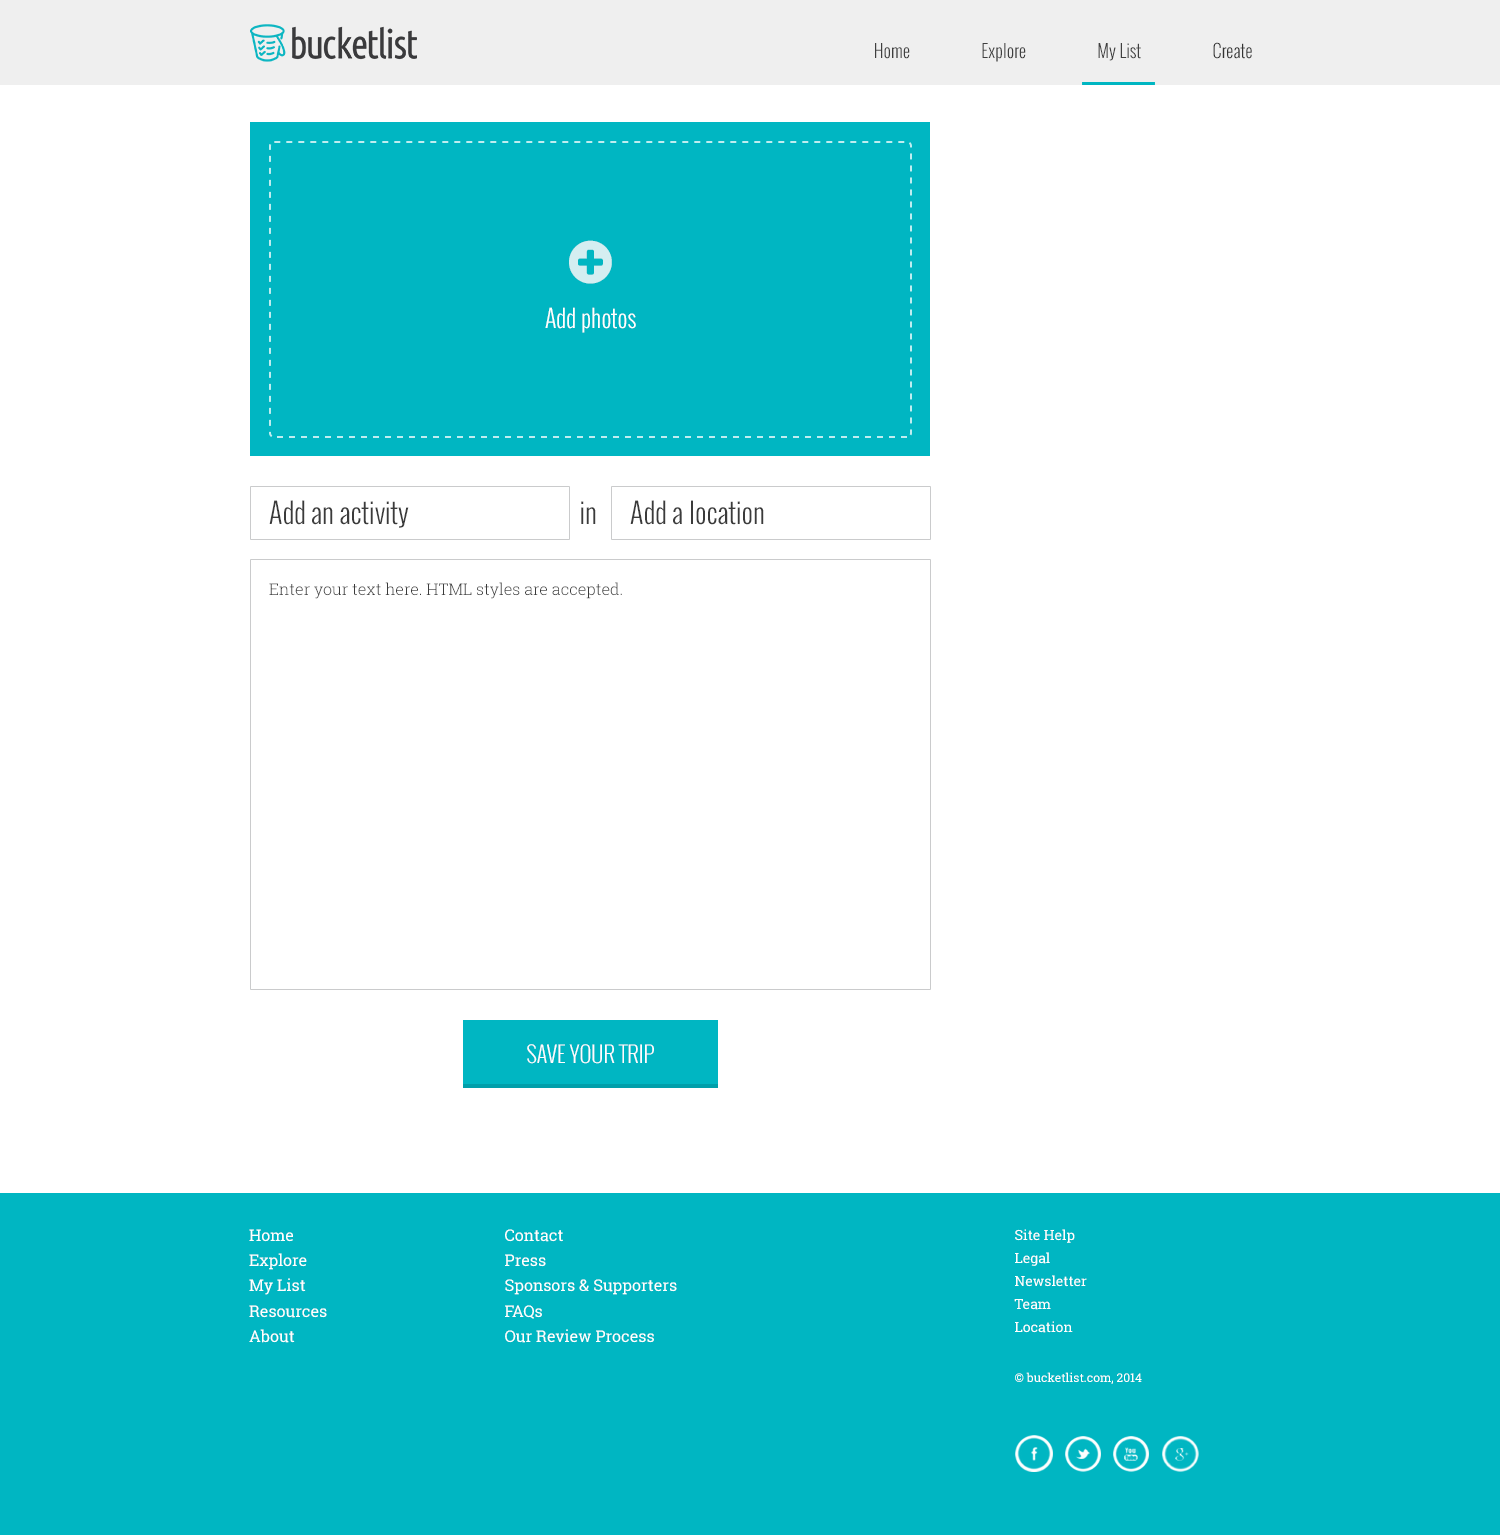 bucketlist
Home Explore My List Create
Add photos
Add an activity in Add a location
Enter your text here. HTML styles are accepted.
SAVE YOUR TRIP
Home
Explore
My List
Resources
About
Contact
Press
Sponsors & Supporters
FAQs
Our Review Process
Site Help
Legal
Newsletter
Team
Location
© bucketlist.com, 2014
f You g+